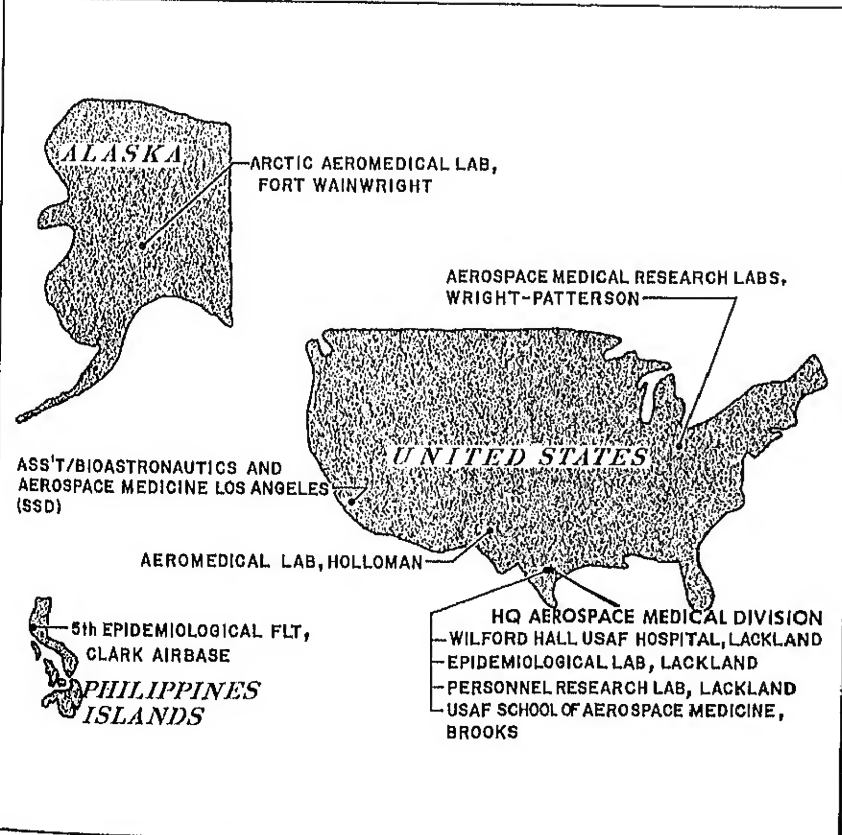 ALASKA
ARCTIC AEROMEDICAL LAB,
FORT WAINWRIGHT
AEROSPACE MEDICAL RESEARCH LABS,
WRIGHT-PATTERSON
UNITED STATES
ASS'T/BIOASTRONAUTICS AND
AEROSPACE MEDICINE LOS ANGELES
(SSD)
AEROMEDICAL LAB, HOLLOMAN
5th EPIDEMIOLOGICAL FLT,
CLARK AIRBASE
PHILIPPINES
ISLANDS
HQ AEROSPACE MEDICAL DIVISION
WILFORD HALL USAF HOSPITAL, LACKLAND
EPIDEMIOLOGICAL LAB, LACKLAND
PERSONNEL RESEARCH LAB, LACKLAND
USAF SCHOOL OF AEROSPACE MEDICINE,
BROOKS